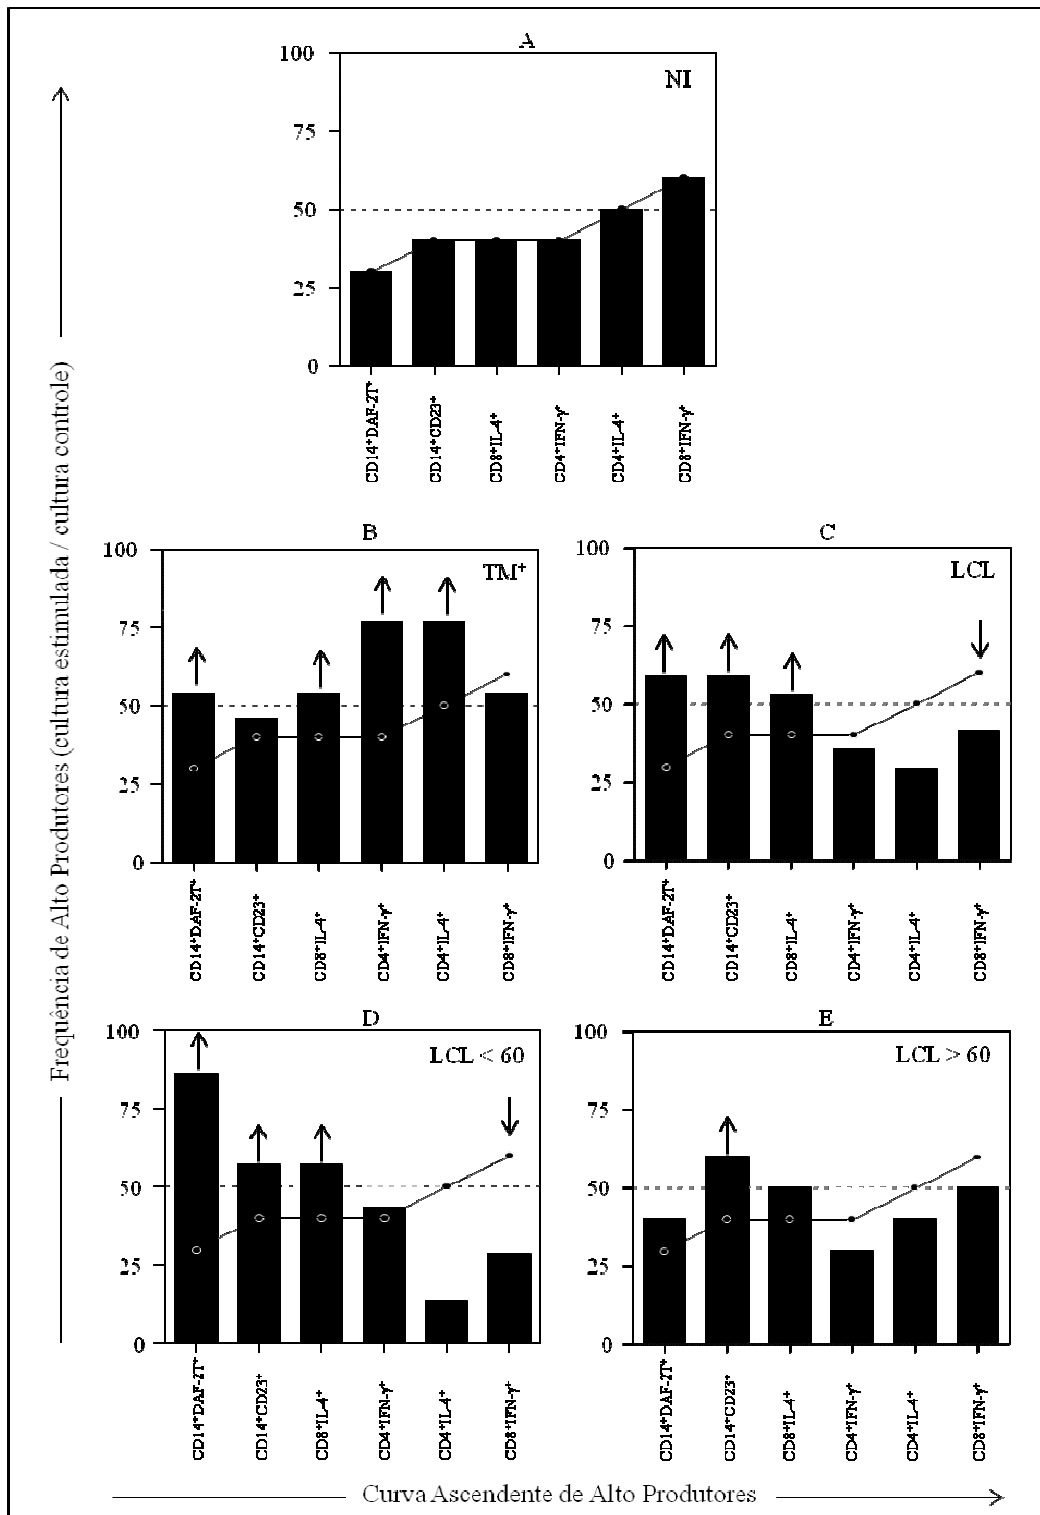 A
NI
100
75
50
25
0
CD14⁺DAF-2T⁺
CD14⁺CD23⁺
CD8⁺IL-4⁺
CD4⁺IFN-γ⁺
CD4⁺IL-4⁺
CD8⁺IFN-γ⁺
Frequência de Alto Produtores (cultura estimulada / cultura controle)
B
TM⁺
100
75
50
25
0
CD14⁺DAF-2T⁺
CD14⁺CD23⁺
CD8⁺IL-4⁺
CD4⁺IFN-γ⁺
CD4⁺IL-4⁺
CD8⁺IFN-γ⁺
C
LCL
100
75
50
25
0
CD14⁺DAF-2T⁺
CD14⁺CD23⁺
CD8⁺IL-4⁺
CD4⁺IFN-γ⁺
CD4⁺IL-4⁺
CD8⁺IFN-γ⁺
D
LCL < 60
100
75
50
25
0
CD14⁺DAF-2T⁺
CD14⁺CD23⁺
CD8⁺IL-4⁺
CD4⁺IFN-γ⁺
CD4⁺IL-4⁺
CD8⁺IFN-γ⁺
E
LCL > 60
100
75
50
25
0
CD14⁺DAF-2T⁺
CD14⁺CD23⁺
CD8⁺IL-4⁺
CD4⁺IFN-γ⁺
CD4⁺IL-4⁺
CD8⁺IFN-γ⁺
Curva Ascendente de Alto Produtores